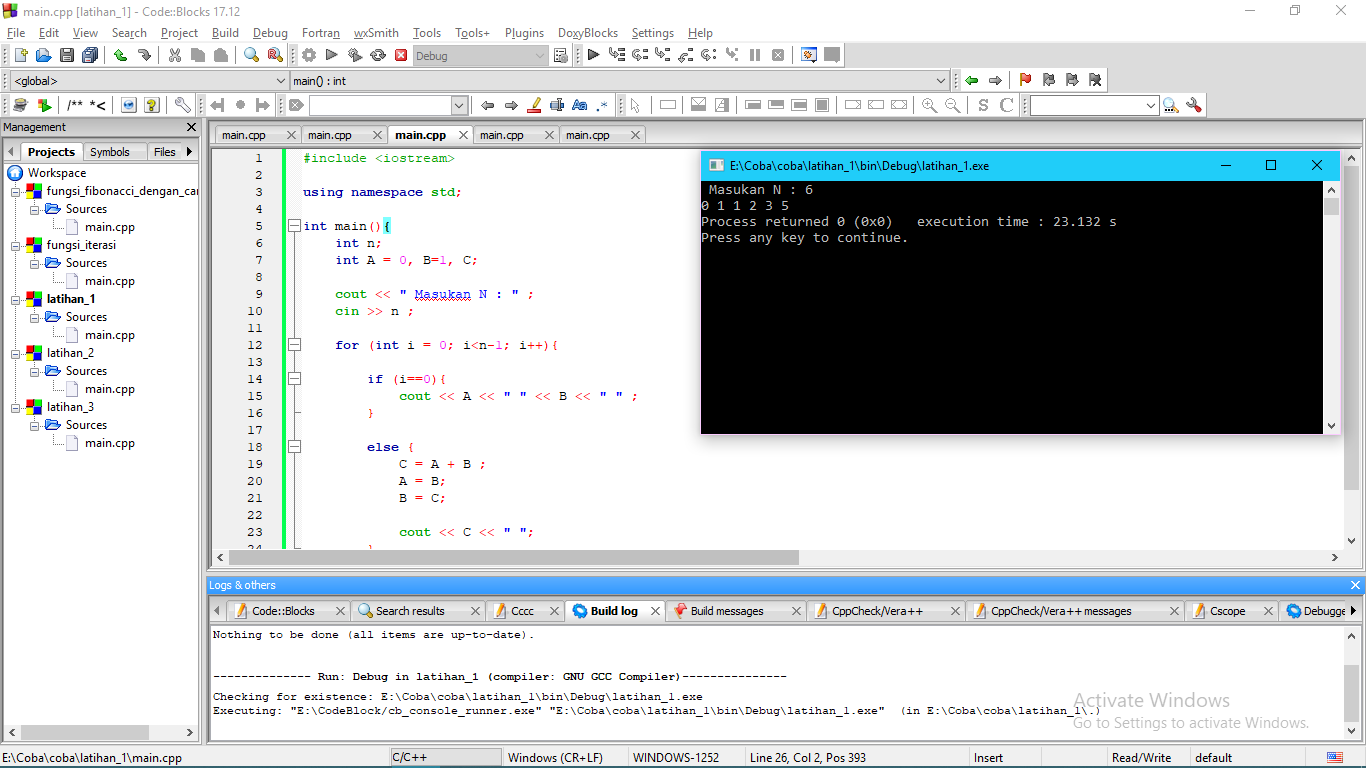 main.cpp [latihan_1] - Code::Blocks 17.12
File Edit View Search Project Build Debug Fortran wxSmith Tools Tools+ Plugins DoxyBlocks Settings Help
Debug
<global> main() : int
/** *<
Aa .* S C
Management
Projects Symbols Files
Workspace
fungsi_fibonacci_dengan_car
Sources
main.cpp
fungsi_iterasi
Sources
main.cpp
latihan_1
Sources
main.cpp
latihan_2
Sources
main.cpp
latihan_3
Sources
main.cpp
main.cpp main.cpp main.cpp main.cpp main.cpp
1 #include <iostream>
2
3 using namespace std;
4
5 int main(){
6 int n;
7 int A = 0, B=1, C;
8
9 cout << " Masukan N : " ;
10 cin >> n ;
11
12 for (int i = 0; i<n-1; i++){
13
14 if (i==0){
15 cout << A << " " << B << " " ;
16 }
17
18 else {
19 C = A + B ;
20 A = B;
21 B = C;
22
23 cout << C << " ";
24 }
E:\Coba\coba\latihan_1\bin\Debug\latihan_1.exe
Masukan N : 6
0 1 1 2 3 5
Process returned 0 (0x0) execution time : 23.132 s
Press any key to continue.
Logs & others
Code::Blocks Search results Cccc Build log Build messages CppCheck/Vera++ CppCheck/Vera++ messages Cscope Debugge
Nothing to be done (all items are up-to-date).
-------------- Run: Debug in latihan_1 (compiler: GNU GCC Compiler)---------------
Checking for existence: E:\Coba\coba\latihan_1\bin\Debug\latihan_1.exe
Executing: "E:\CodeBlock/cb_console_runner.exe" "E:\Coba\coba\latihan_1\bin\Debug\latihan_1.exe" (in E:\Coba\coba\latihan_1\.)
Activate Windows
Go to Settings to activate Windows.
E:\Coba\coba\latihan_1\main.cpp C/C++ Windows (CR+LF) WINDOWS-1252 Line 26, Col 2, Pos 393 Insert Read/Write default